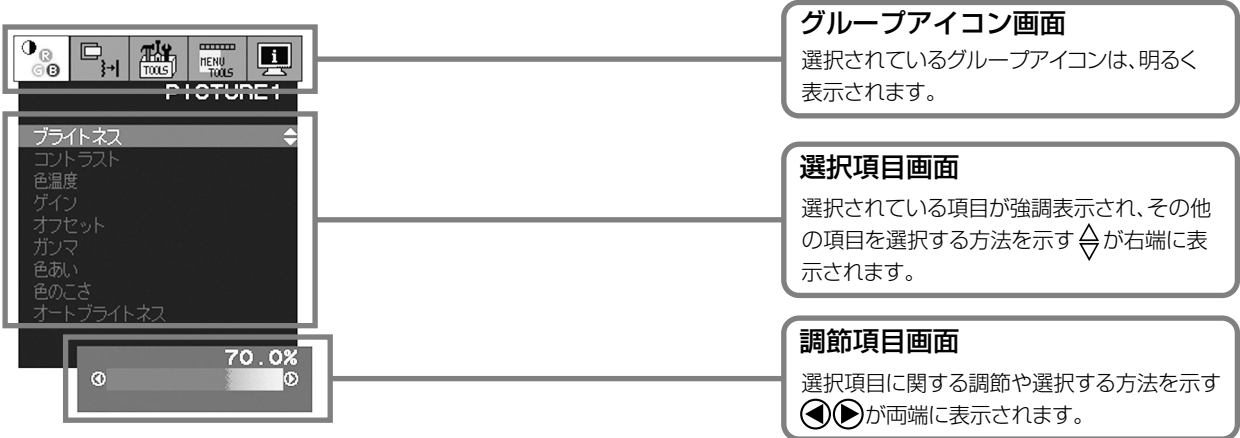 R
G B
TOOLS
MENU
TOOLS
i
PICTURE1
ブライトネス
コントラスト
色温度
ゲイン
オフセット
ガンマ
色あい
色のこさ
オートブライトネス
70.0%
グループアイコン画面
選択されているグループアイコンは、明るく
表示されます。
選択項目画面
選択されている項目が強調表示され、その他
の項目を選択する方法を示す が右端に表
示されます。
調節項目画面
選択項目に関する調節や選択する方法を示す
が両端に表示されます。